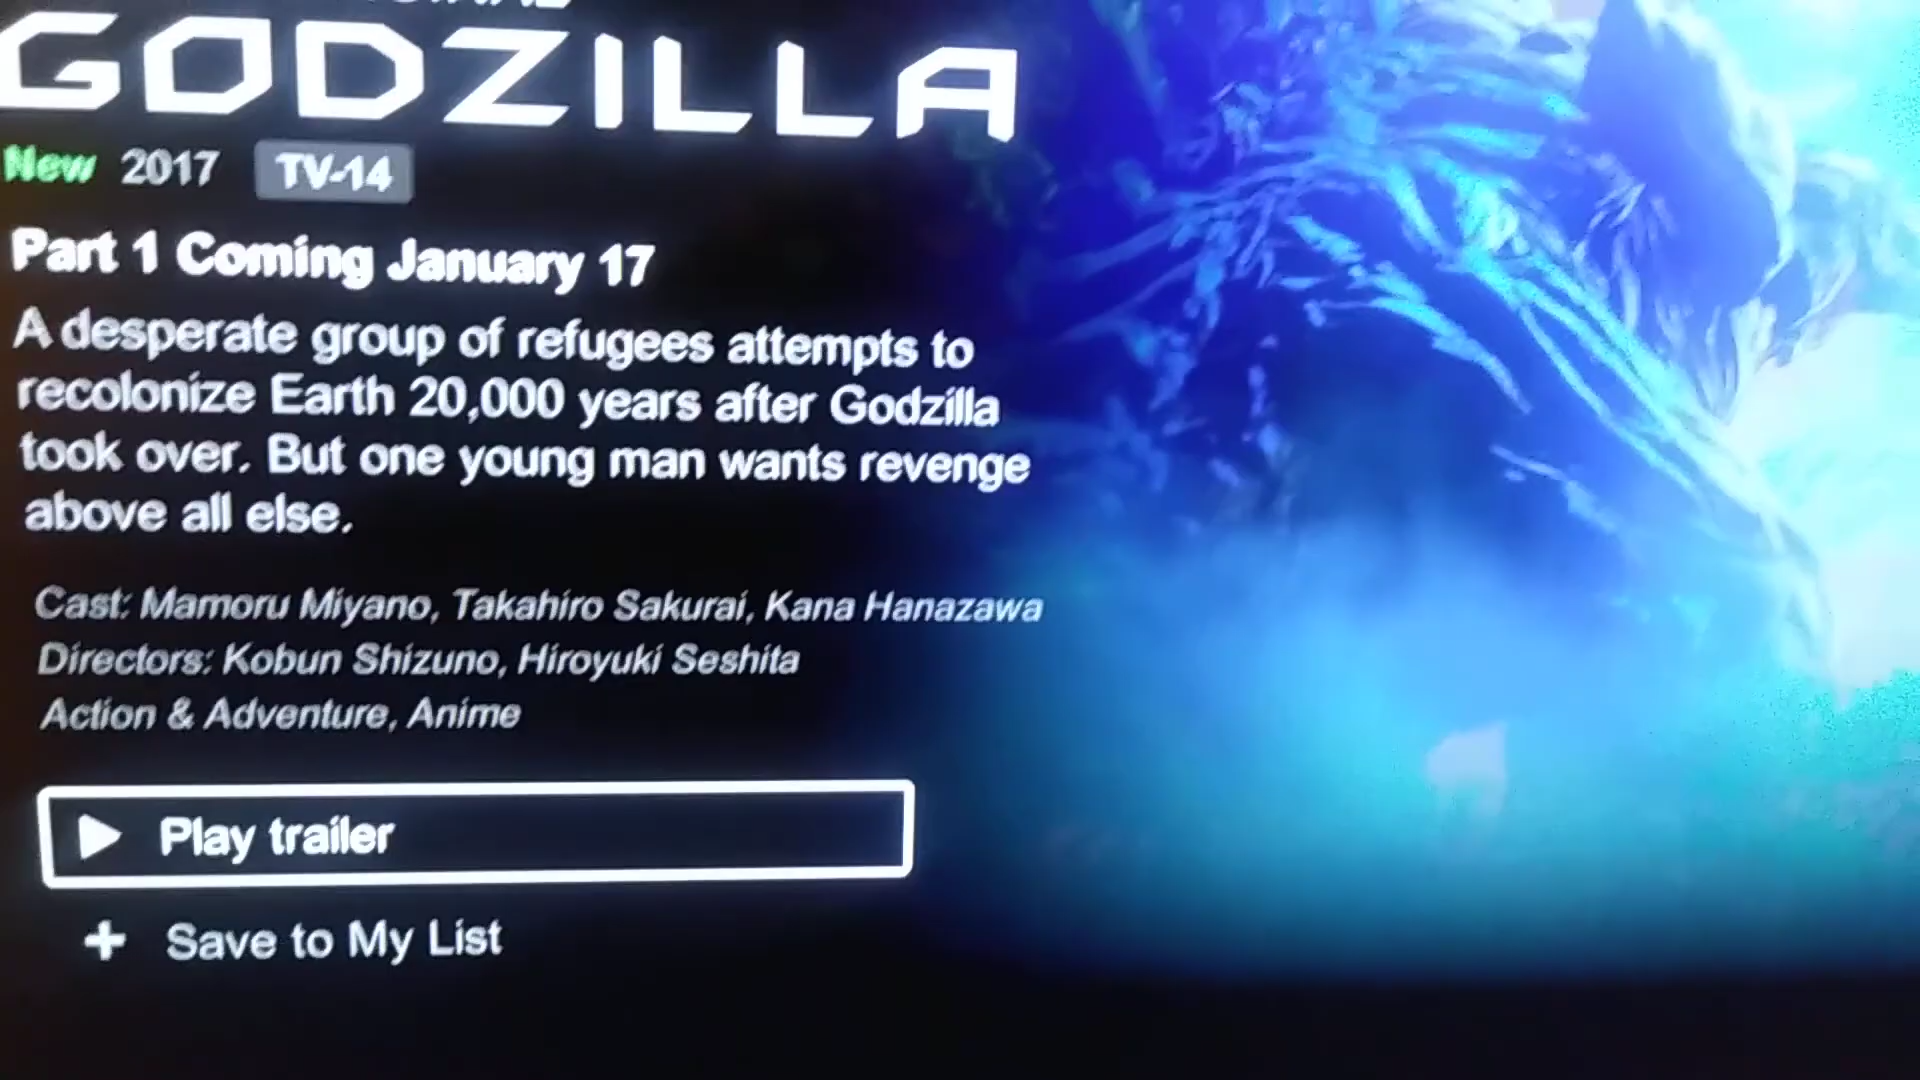 GODZILLA
New 2017 TV-14
Part 1 Coming January 17
A desperate group of refugees attempts to
recolonize Earth 20,000 years after Godzilla
took over. But one young man wants revenge
above all else.
Cast: Mamoru Miyano, Takahiro Sakurai, Kana Hanazawa
Directors: Kobun Shizuno, Hiroyuki Seshita
Action & Adventure, Anime
Play trailer
+ Save to My List